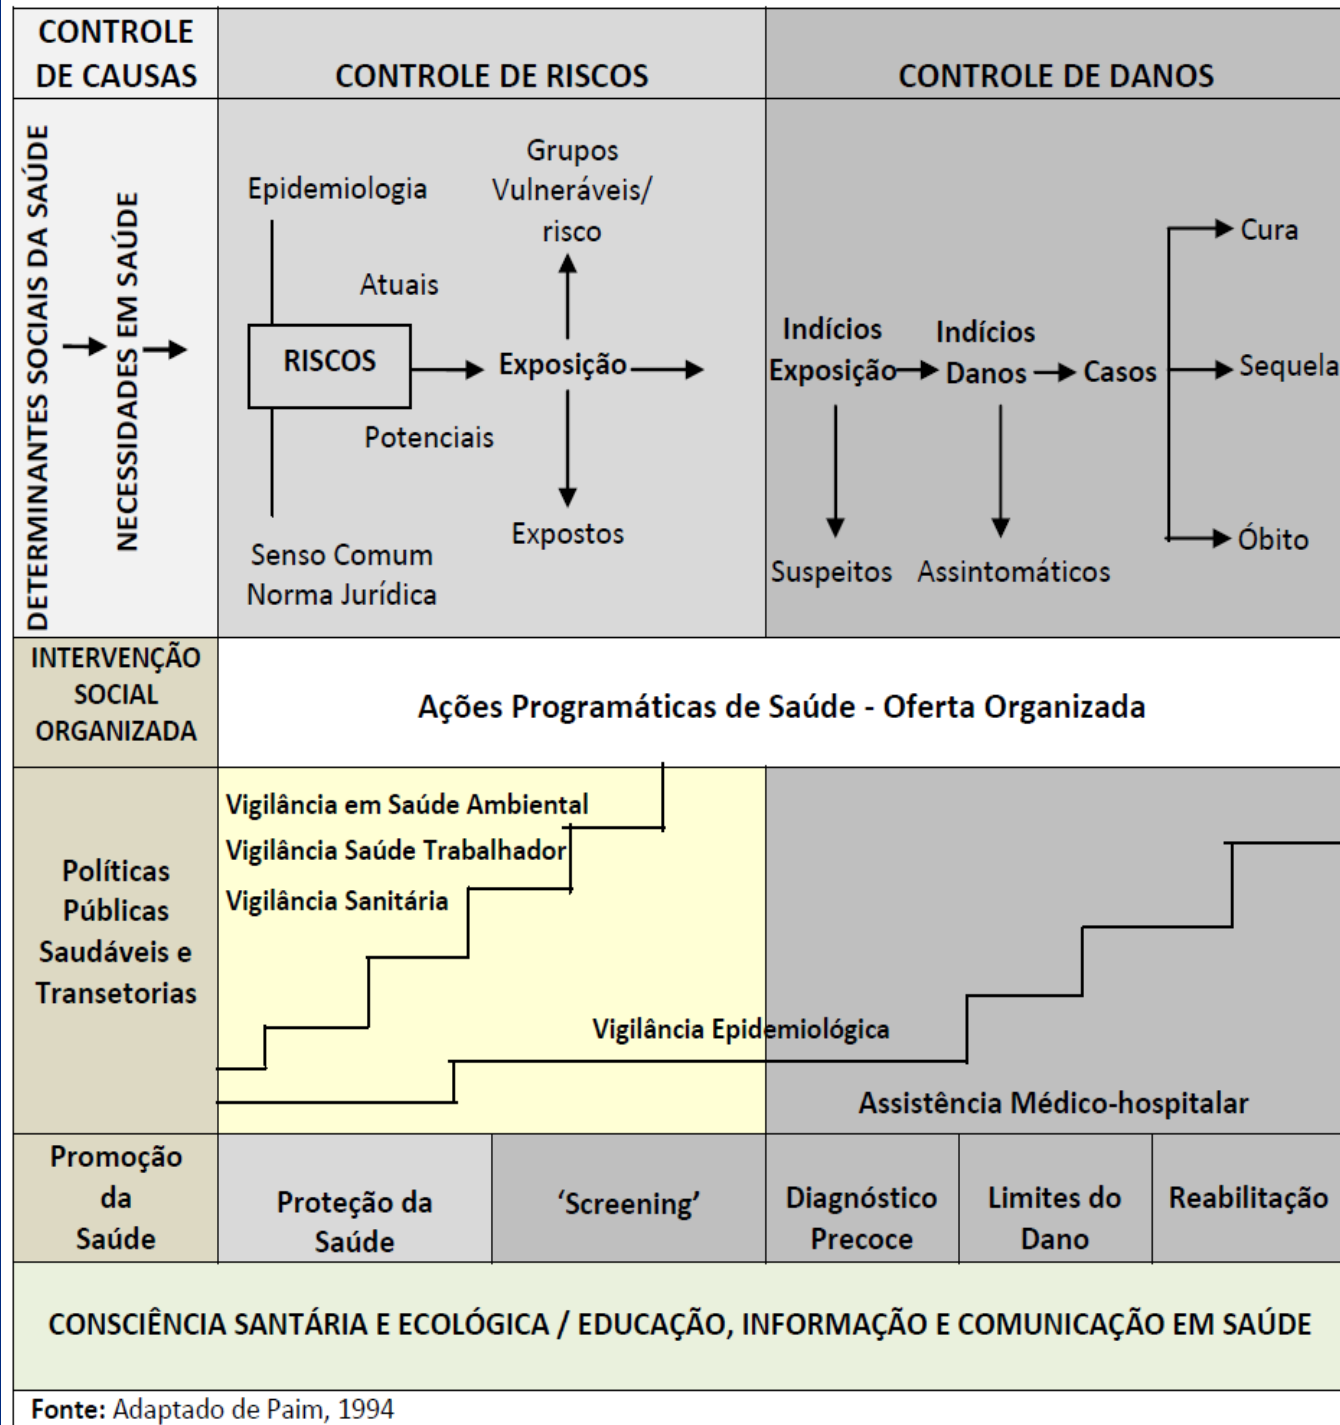 CONTROLE
DE CAUSAS
CONTROLE DE RISCOS
CONTROLE DE DANOS
DETERMINANTES SOCIAIS DA SAÚDE
NECESSIDADES EM SAÚDE
Epidemiologia
Atuais
RISCOS
Potenciais
Senso Comum
Norma Jurídica
Grupos
Vulneráveis/
risco
Exposição
Expostos
Indícios
Exposição
Suspeitos
Indícios
Danos
Assintomáticos
Casos
Cura
Sequela
Óbito
INTERVENÇÃO
SOCIAL
ORGANIZADA
Ações Programáticas de Saúde - Oferta Organizada
Políticas
Públicas
Saudáveis e
Transetorias
Vigilância em Saúde Ambiental
Vigilância Saúde Trabalhador
Vigilância Sanitária
Vigilância Epidemiológica
Assistência Médico-hospitalar
Promoção
da
Saúde
Proteção da
Saúde
‘Screening’
Diagnóstico
Precoce
Limites do
Dano
Reabilitação
CONSCIÊNCIA SANTÁRIA E ECOLÓGICA / EDUCAÇÃO, INFORMAÇÃO E COMUNICAÇÃO EM SAÚDE
Fonte: Adaptado de Paim, 1994